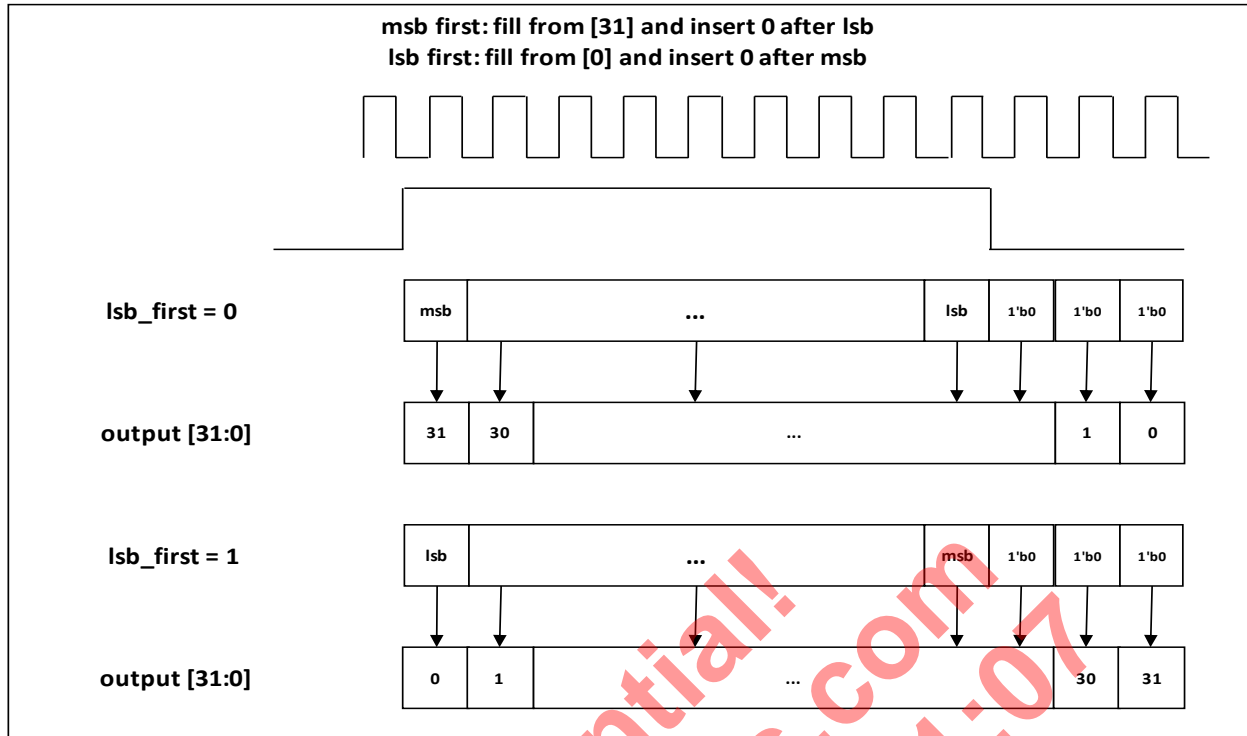 msb first: fill from [31] and insert 0 after lsb
lsb first: fill from [0] and insert 0 after msb
lsb_first = 0
msb ... lsb 1'b0 1'b0 1'b0
output [31:0]
31 30 ... 1 0
lsb_first = 1
lsb ... msb 1'b0 1'b0 1'b0
output [31:0]
0 1 ... 30 31